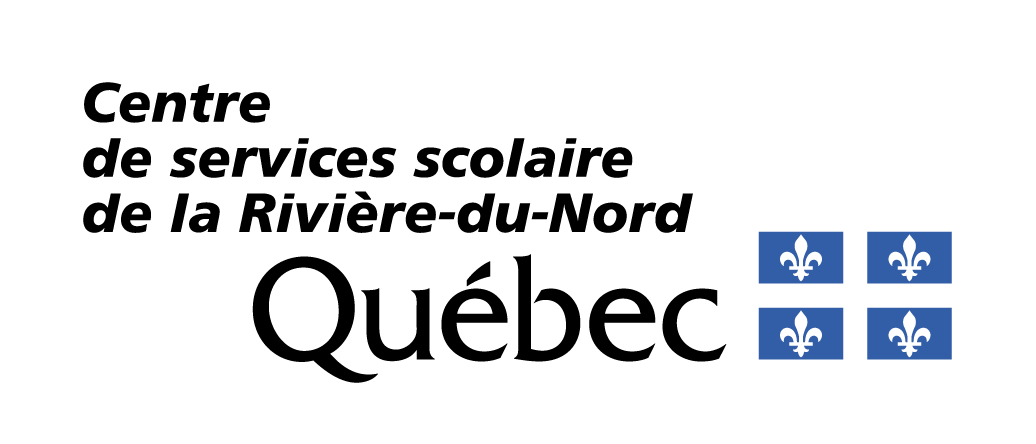 Centre
de services scolaire
de la Rivière-du-Nord
Québec